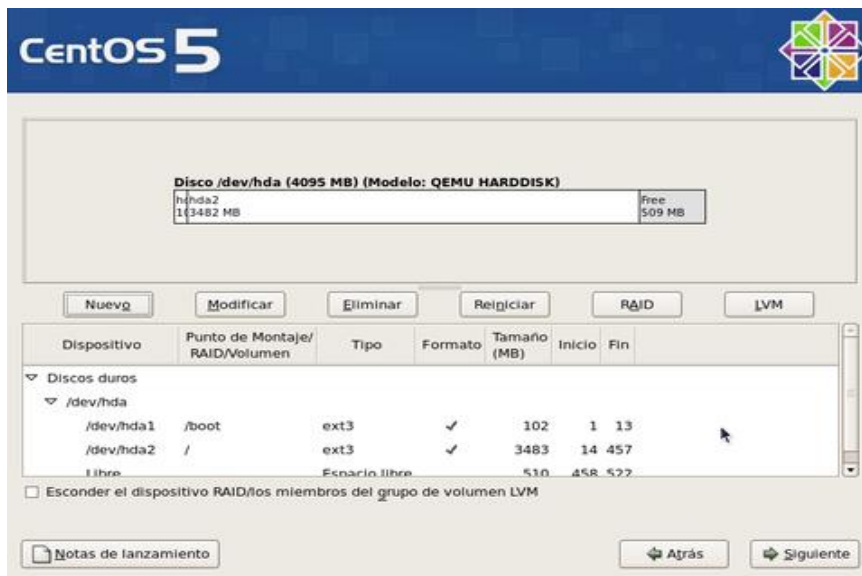 CentOS 5
Disco /dev/hda (4095 MB) (Modelo: QEMU HARDDISK)
hda2 Free
3482 MB 509 MB
Nuevo Modificar Eliminar Reiniciar RAID LVM
Dispositivo Punto de Montaje/ RAID/Volumen Tipo Formato Tamaño (MB) Inicio Fin
Discos duros
/dev/hda
/dev/hda1 /boot ext3 ✓ 102 1 13
/dev/hda2 / ext3 ✓ 3483 14 457
Libre Espacio libre 510 458 522
Esconder el dispositivo RAID/los miembros del grupo de volumen LVM
Notas de lanzamiento Atrás Siguiente